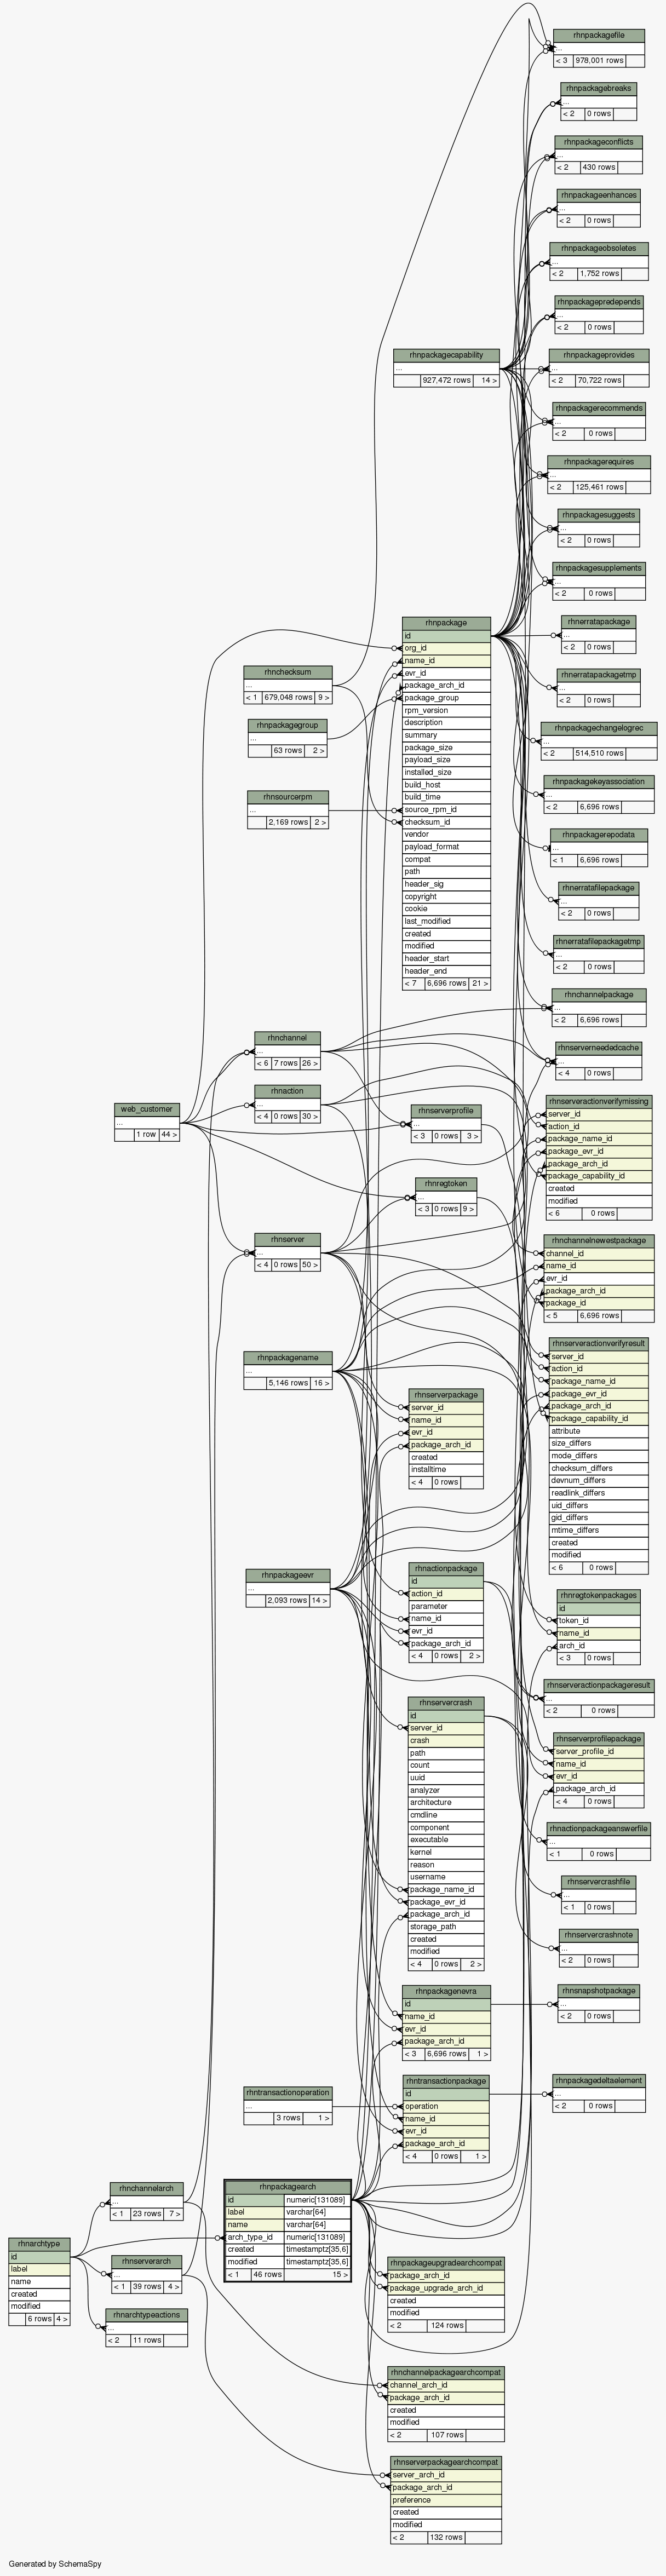 rhnpackagefile
...
< 3 978,001 rows
rhnpackagebreaks
...
< 2 0 rows
rhnpackageconflicts
...
< 2 430 rows
rhnpackageenhances
...
< 2 0 rows
rhnpackageobsoletes
...
< 2 1,752 rows
rhnpackagepredepends
...
< 2 0 rows
rhnpackagecapability
...
927,472 rows 14 >
rhnpackageprovides
...
< 2 70,722 rows
rhnpackagerecommends
...
< 2 0 rows
rhnpackagerequires
...
< 2 125,461 rows
rhnpackagesuggests
...
< 2 0 rows
rhnpackagesupplements
...
< 2 0 rows
rhnpackage
id
org_id
name_id
evr_id
package_arch_id
package_group
rpm_version
description
summary
package_size
payload_size
installed_size
build_host
build_time
source_rpm_id
checksum_id
vendor
payload_format
compat
path
header_sig
copyright
cookie
last_modified
created
modified
header_start
header_end
< 7 6,696 rows 21 >
rhnchecksum
...
< 1 679,048 rows 9 >
rhnpackagegroup
...
63 rows 2 >
rhnsourcerpm
...
2,169 rows 2 >
rhnerratapackage
...
< 2 0 rows
rhnerratapackagetmp
...
< 2 0 rows
rhnpackagechangelogrec
...
< 2 514,510 rows
rhnpackagekeyassociation
...
< 2 6,696 rows
rhnpackagerepodata
...
< 1 6,696 rows
rhnerratafilepackage
...
< 2 0 rows
rhnerratafilepackagetmp
...
< 2 0 rows
rhnchannelpackage
...
< 2 6,696 rows
rhnchannel
...
< 6 7 rows 26 >
rhnserverneededcache
...
< 4 0 rows
rhnaction
...
< 4 0 rows 30 >
web_customer
...
1 row 44 >
rhnserverprofile
...
< 3 0 rows 3 >
rhnserveractionverifymissing
server_id
action_id
package_name_id
package_evr_id
package_arch_id
package_capability_id
created
modified
< 6 0 rows
rhnregtoken
...
< 3 0 rows 9 >
rhnserver
...
< 4 0 rows 50 >
rhnchannelnewestpackage
channel_id
name_id
evr_id
package_arch_id
package_id
< 5 6,696 rows
rhnpackagename
...
5,146 rows 16 >
rhnserveractionverifyresult
server_id
action_id
package_name_id
package_evr_id
package_arch_id
package_capability_id
attribute
size_differs
mode_differs
checksum_differs
devnum_differs
readlink_differs
uid_differs
gid_differs
mtime_differs
created
modified
< 6 0 rows
rhnserverpackage
server_id
name_id
evr_id
package_arch_id
created
installtime
< 4 0 rows
rhnpackageevr
...
2,093 rows 14 >
rhnactionpackage
id
action_id
parameter
name_id
evr_id
package_arch_id
< 4 0 rows 2 >
rhnregtokenpackages
id
token_id
name_id
arch_id
< 3 0 rows
rhnserveractionpackageresult
...
< 2 0 rows
rhnservercrash
id
server_id
crash
path
count
uuid
analyzer
architecture
cmdline
component
executable
kernel
reason
username
package_name_id
package_evr_id
package_arch_id
storage_path
created
modified
< 4 0 rows 2 >
rhnserverprofilepackage
server_profile_id
name_id
evr_id
package_arch_id
< 4 0 rows
rhnactionpackageanswerfile
...
< 1 0 rows
rhnservercrashfile
...
< 1 0 rows
rhnservercrashnote
...
< 2 0 rows
rhnpackagenevra
id
name_id
evr_id
package_arch_id
< 3 6,696 rows 1 >
rhnsnapshotpackage
...
< 2 0 rows
rhntransactionoperation
...
3 rows 1 >
rhntransactionpackage
id
operation
name_id
evr_id
package_arch_id
< 4 0 rows 1 >
rhnpackagedeltaelement
...
< 2 0 rows
rhnpackagearch
id numeric[131089]
label varchar[64]
name varchar[64]
arch_type_id numeric[131089]
created timestamptz[35,6]
modified timestamptz[35,6]
< 1 46 rows 15 >
rhnchannelarch
...
< 1 23 rows 7 >
rhnarchtype
id
label
name
created
modified
6 rows 4 >
rhnserverarch
...
< 1 39 rows 4 >
rhnarchtypeactions
...
< 2 11 rows
rhnpackageupgradearchcompat
package_arch_id
package_upgrade_arch_id
created
modified
< 2 124 rows
rhnchannelpackagearchcompat
channel_arch_id
package_arch_id
created
modified
< 2 107 rows
rhnserverpackagearchcompat
server_arch_id
package_arch_id
preference
created
modified
< 2 132 rows
Generated by SchemaSpy